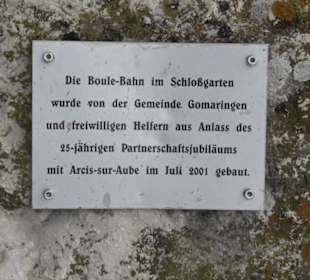 Die Boule-Bahn im Schloßgarten
wurde von der Gemeinde Gomaringen
und freiwilligen Helfern aus Anlass des
25-jährigen Partnerschaftsjubiläums
mit Arcis-sur-Aube im Juli 2001 gebaut.